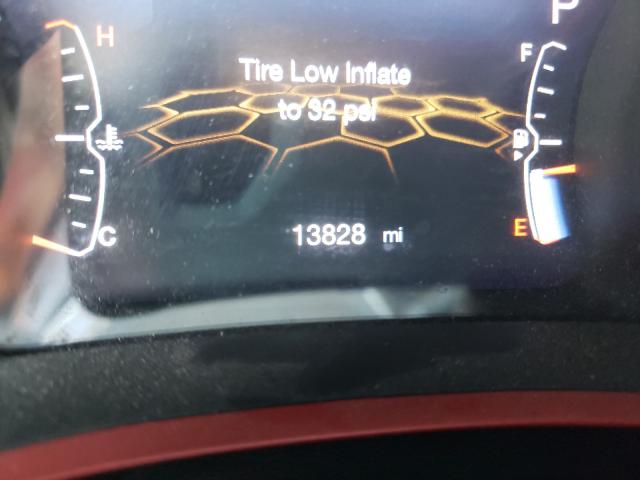 P
H
F
Tire Low Inflate
to 32 psi
C
E
13828 mi